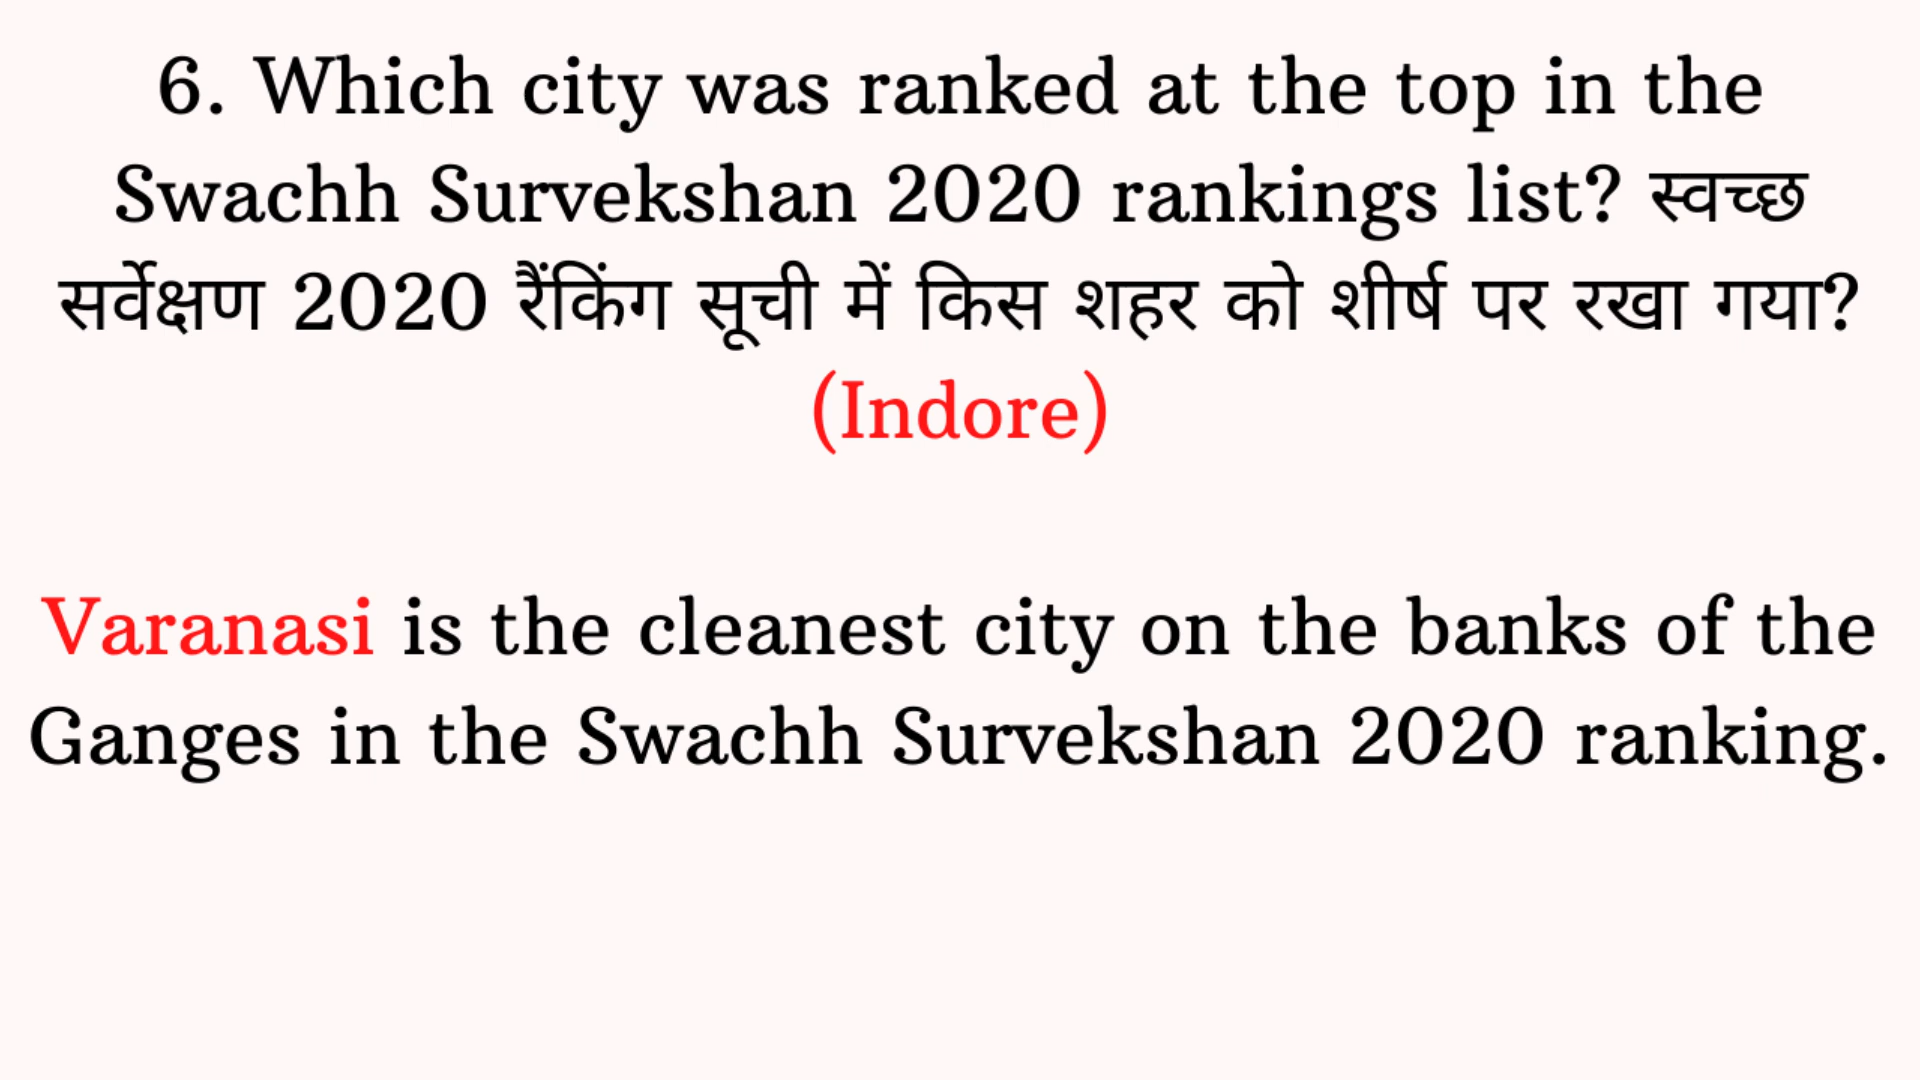 6. Which city was ranked at the top in the
Swachh Survekshan 2020 rankings list? स्वच्छ
सर्वेक्षण 2020 रैंकिंग सूची में किस शहर को शीर्ष पर रखा गया?
(Indore)
Varanasi is the cleanest city on the banks of the
Ganges in the Swachh Survekshan 2020 ranking.